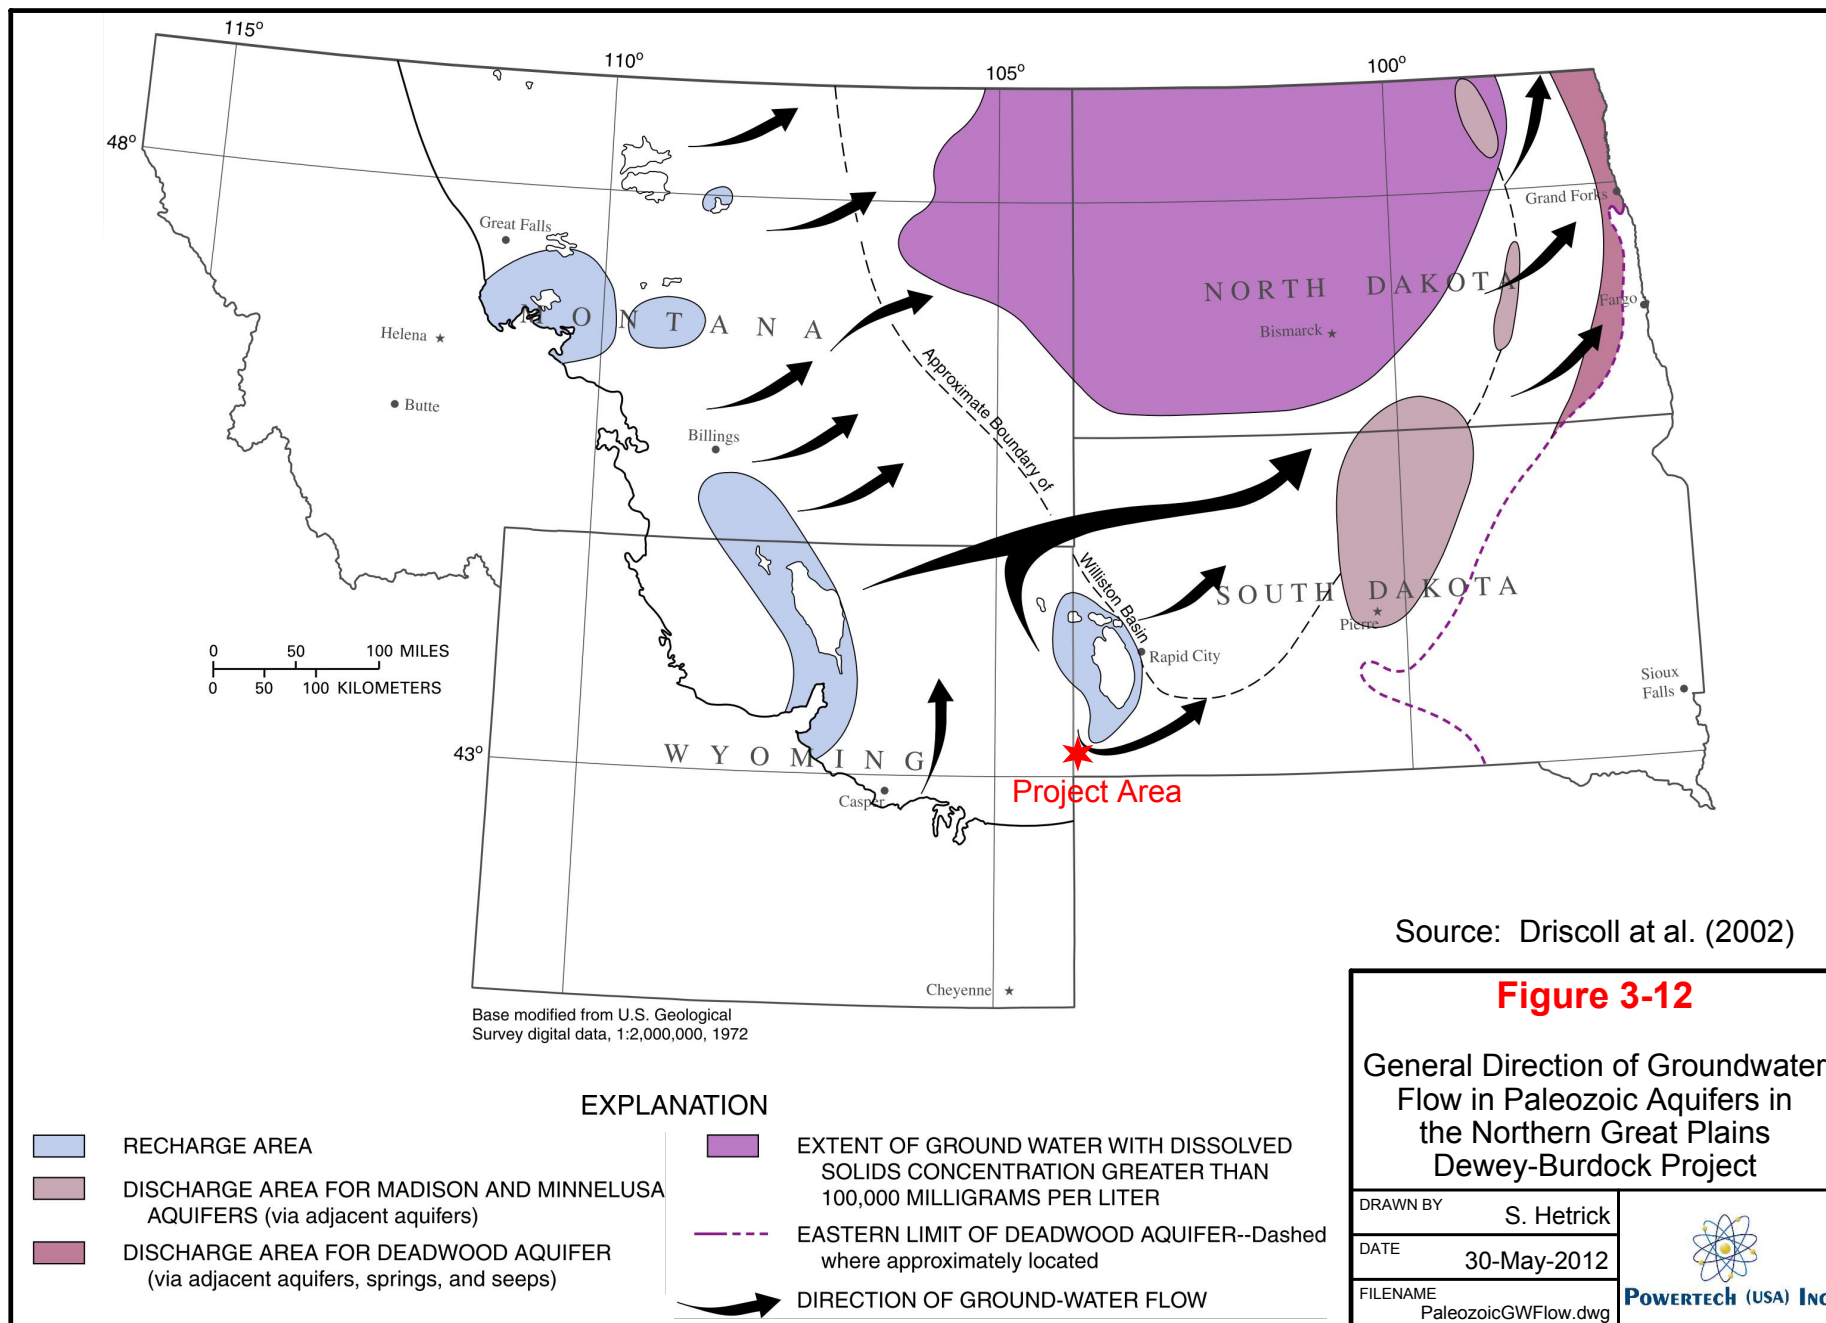 115°
110°
105°
100°
48°
Great Falls
Grand Forks
NORTH DAKOTA
Fargo
MONTANA
Helena
Bismarck
Butte
Approximate Boundary of
Billings
Williston Basin
SOUTH DAKOTA
Pierre
0 50 100 MILES
0 50 100 KILOMETERS
Rapid City
Sioux
Falls
43°
WYOMING
Project Area
Casper
Cheyenne
Base modified from U.S. Geological
Survey digital data, 1:2,000,000, 1972
Source: Driscoll at al. (2002)
EXPLANATION
RECHARGE AREA
DISCHARGE AREA FOR MADISON AND MINNELUSA
AQUIFERS (via adjacent aquifers)
DISCHARGE AREA FOR DEADWOOD AQUIFER
(via adjacent aquifers, springs, and seeps)
EXTENT OF GROUND WATER WITH DISSOLVED
SOLIDS CONCENTRATION GREATER THAN
100,000 MILLIGRAMS PER LITER
EASTERN LIMIT OF DEADWOOD AQUIFER--Dashed
where approximately located
DIRECTION OF GROUND-WATER FLOW
Figure 3-12
General Direction of Groundwater
Flow in Paleozoic Aquifers in
the Northern Great Plains
Dewey-Burdock Project
DRAWN BY S. Hetrick
DATE 30-May-2012
FILENAME PaleozoicGWFlow.dwg
POWERTECH (USA) INC